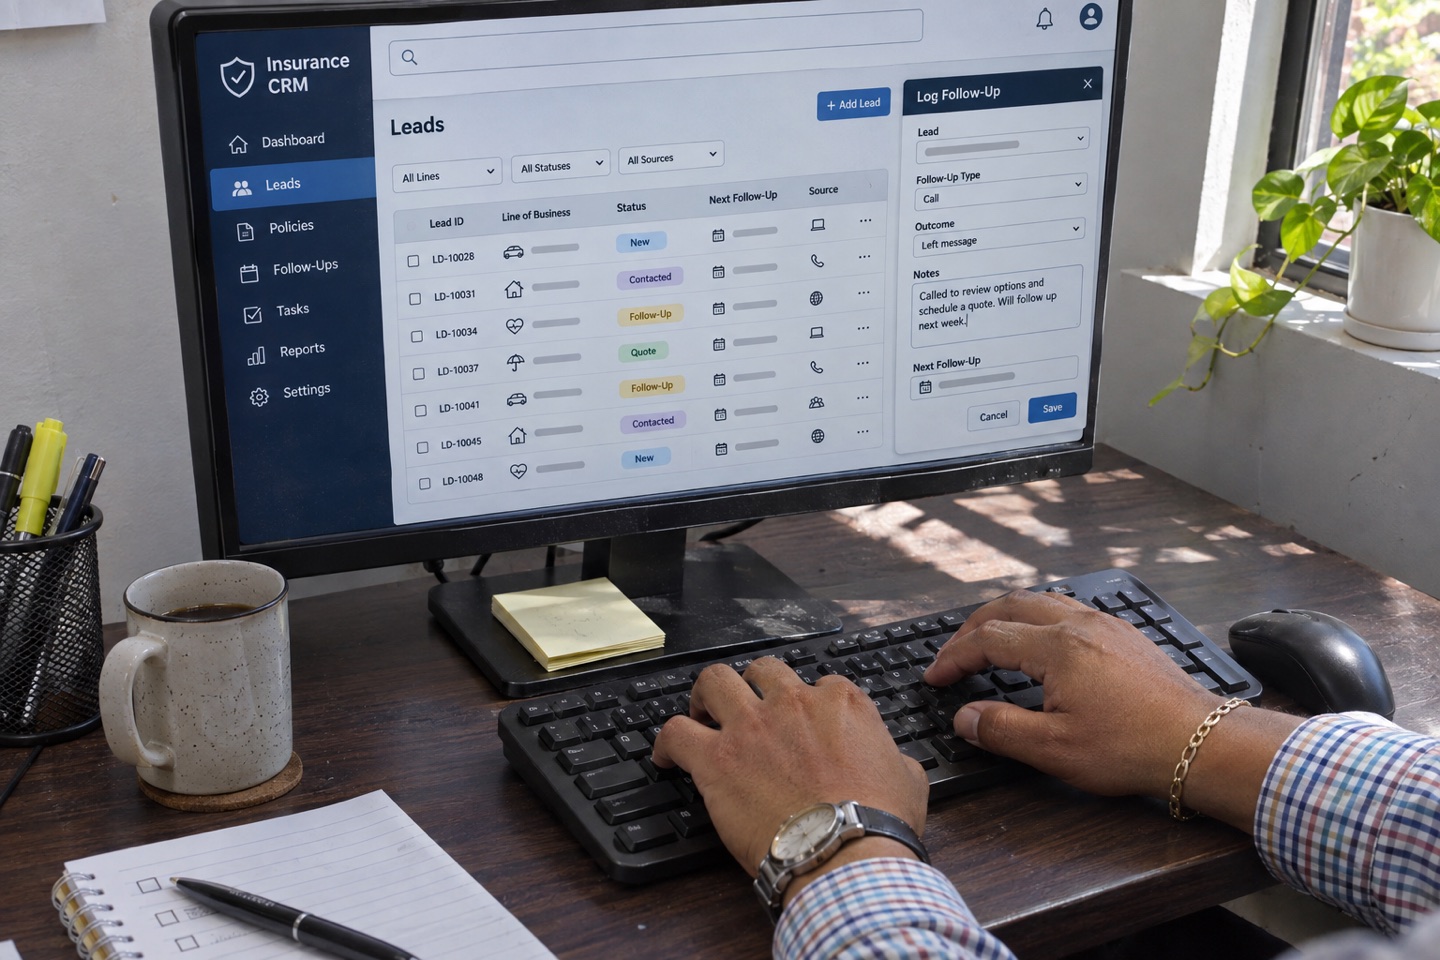 Insurance
CRM
Dashboard
Leads
Policies
Follow-Ups
Tasks
Reports
Settings
Leads
+ Add Lead
All Lines
All Statuses
All Sources
Lead ID Line of Business Status Next Follow-Up Source
LD-10028 New
LD-10031 Contacted
LD-10034 Follow-Up
LD-10037 Quote
LD-10041 Follow-Up
LD-10045 Contacted
LD-10048 New
Log Follow-Up
Lead
Follow-Up Type
Call
Outcome
Left message
Notes
Called to review options and
schedule a quote. Will follow up
next week.
Next Follow-Up
Cancel Save